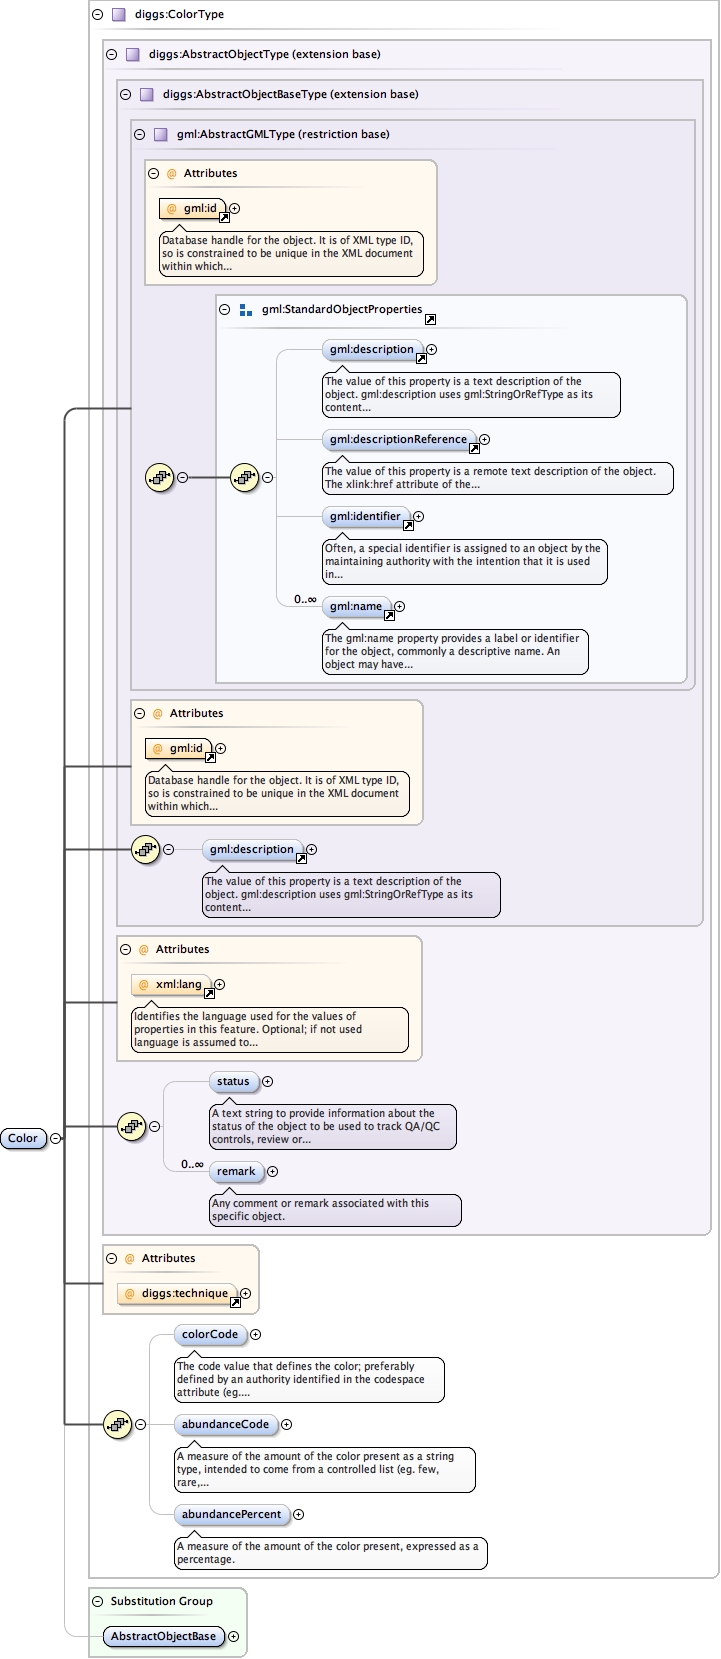 diggs:ColorType
diggs:AbstractObjectType (extension base)
diggs:AbstractObjectBaseType (extension base)
gml:AbstractGMLType (restriction base)
@ Attributes
@ gml:id
Database handle for the object. It is of XML type ID,
so is constrained to be unique in the XML document
within which...
gml:StandardObjectProperties
gml:description
The value of this property is a text description of the
object. gml:description uses gml:StringOrRefType as its
content...
gml:descriptionReference
The value of this property is a remote text description of the object.
The xlink:href attribute of the...
gml:identifier
Often, a special identifier is assigned to an object by the
maintaining authority with the intention that it is used
in...
0..∞
gml:name
The gml:name property provides a label or identifier
for the object, commonly a descriptive name. An
object may have...
@ Attributes
@ gml:id
Database handle for the object. It is of XML type ID,
so is constrained to be unique in the XML document
within which...
gml:description
The value of this property is a text description of the
object. gml:description uses gml:StringOrRefType as its
content...
@ Attributes
@ xml:lang
Identifies the language used for the values of
properties in this feature. Optional; if not used
language is assumed to...
status
A text string to provide information about the
status of the object to be used to track QA/QC
controls, review or...
Color
0..∞
remark
Any comment or remark associated with this
specific object.
@ Attributes
@ diggs:technique
colorCode
The code value that defines the color; preferably
defined by an authority identified in the codespace
attribute (eg....
abundanceCode
A measure of the amount of the color present as a string
type, intended to come from a controlled list (eg. few,
rare,...
abundancePercent
A measure of the amount of the color present, expressed as a
percentage.
Substitution Group
AbstractObjectBase